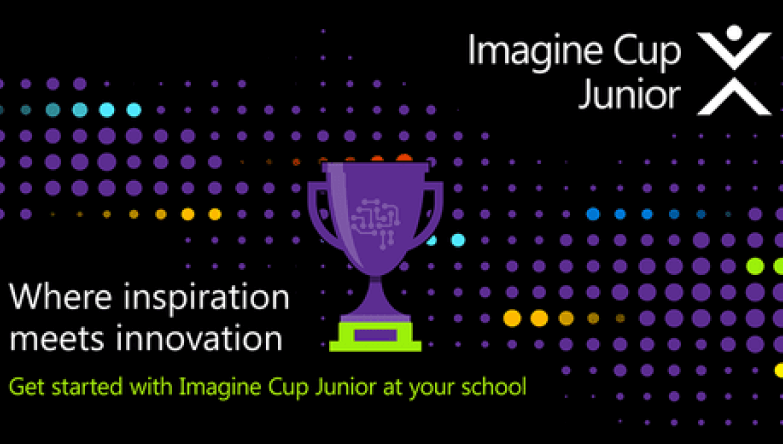 Imagine Cup
Junior
Where inspiration
meets innovation
Get started with Imagine Cup Junior at your school